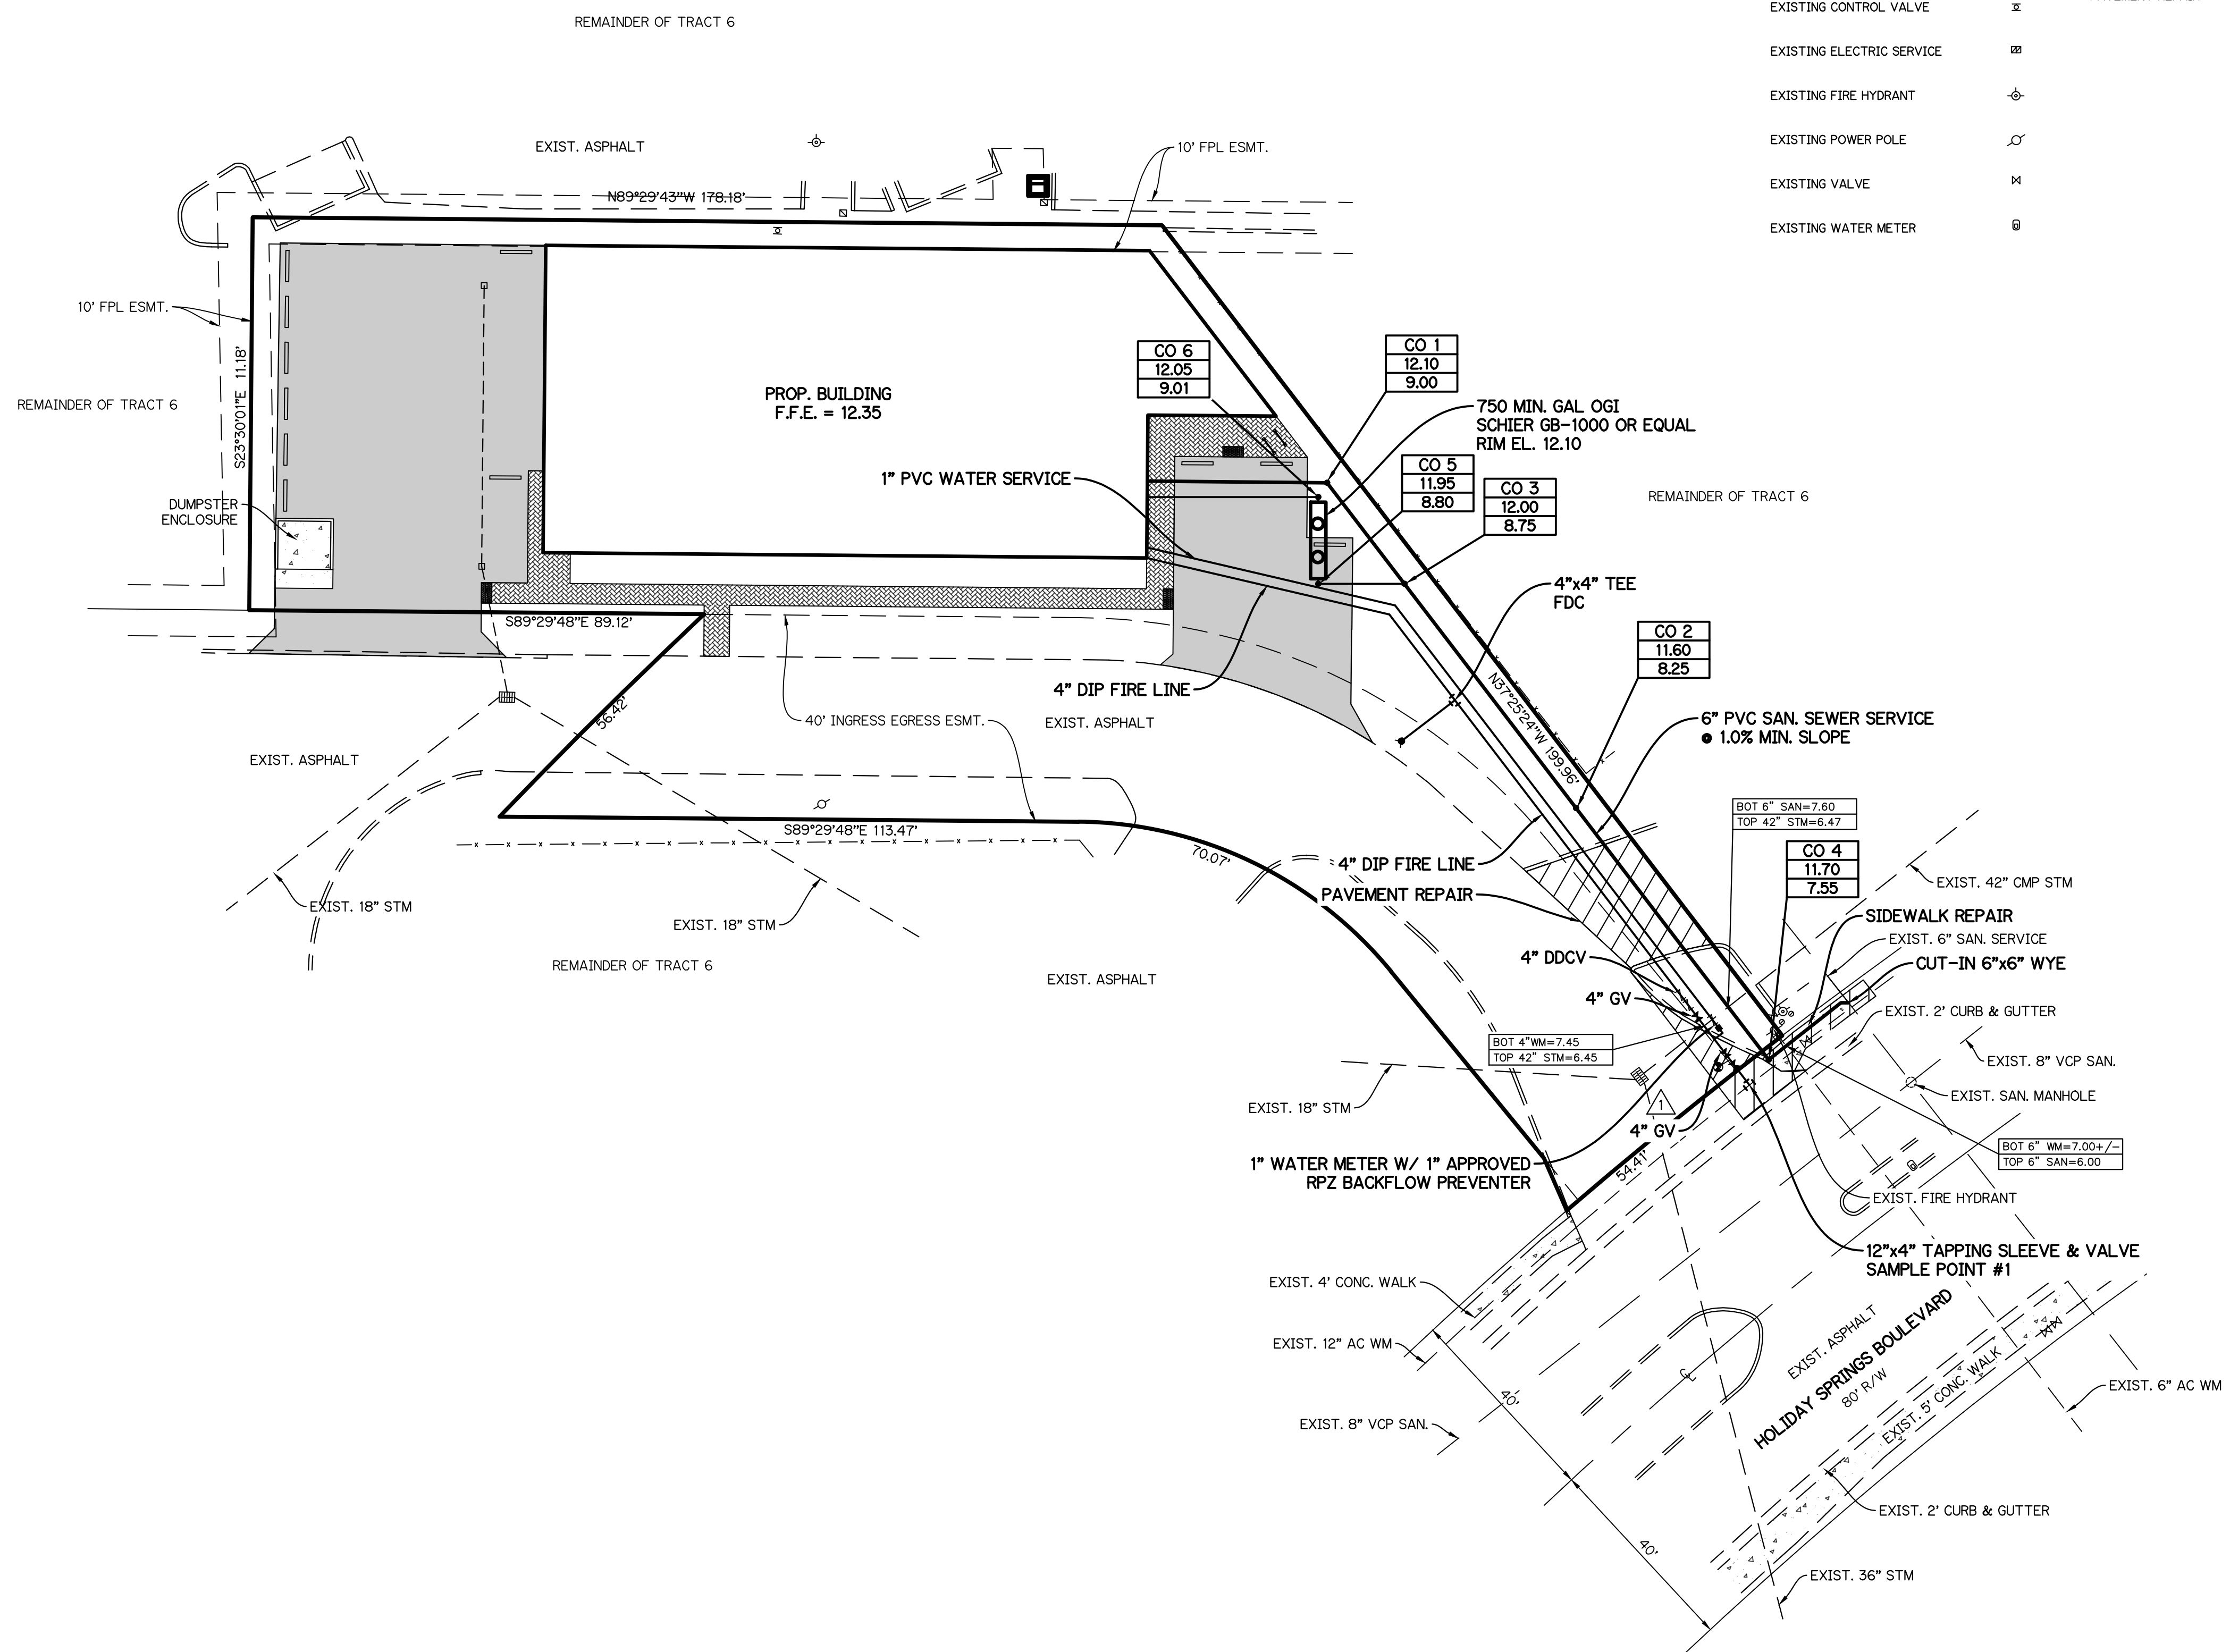 REMAINDER OF TRACT 6
EXISTING CONTROL VALVE
EXISTING ELECTRIC SERVICE
EXISTING FIRE HYDRANT
EXISTING POWER POLE
EXISTING VALVE
EXISTING WATER METER
EXIST. ASPHALT
10' FPL ESMT.
N89°29'43"W 178.18'
10' FPL ESMT.
S23°30'01"E 11.18'
REMAINDER OF TRACT 6
PROP. BUILDING
F.F.E. = 12.35
CO 6
12.05
9.01
CO 1
12.10
9.00
750 MIN. GAL OGI
SCHIER GB-1000 OR EQUAL
RIM EL. 12.10
1" PVC WATER SERVICE
CO 5
11.95
8.80
CO 3
12.00
8.75
REMAINDER OF TRACT 6
DUMPSTER
ENCLOSURE
4"x4" TEE
FDC
S89°29'48"E 89.12'
CO 2
11.60
8.25
4" DIP FIRE LINE
N37°25'24"W 199.96'
56.42'
40' INGRESS EGRESS ESMT.
EXIST. ASPHALT
6" PVC SAN. SEWER SERVICE
@ 1.0% MIN. SLOPE
EXIST. ASPHALT
S89°29'48"E 113.47'
70.07'
BOT 6" SAN=7.60
TOP 42" STM=6.47
4" DIP FIRE LINE
CO 4
11.70
7.55
PAVEMENT REPAIR
EXIST. 42" CMP STM
EXIST. 18" STM
EXIST. 18" STM
SIDEWALK REPAIR
EXIST. 6" SAN. SERVICE
REMAINDER OF TRACT 6
EXIST. ASPHALT
4" DDCV
CUT-IN 6"x6" WYE
4" GV
EXIST. 2' CURB & GUTTER
BOT 4"WM=7.45
TOP 42" STM=6.45
EXIST. 8" VCP SAN.
EXIST. 18" STM
1
EXIST. SAN. MANHOLE
4" GV
BOT 6" WM=7.00+/-
TOP 6" SAN=6.00
1" WATER METER W/ 1" APPROVED
RPZ BACKFLOW PREVENTER
54.41'
EXIST. FIRE HYDRANT
12"x4" TAPPING SLEEVE & VALVE
SAMPLE POINT #1
EXIST. 4' CONC. WALK
EXIST. 12" AC WM
EXIST. ASPHALT
HOLIDAY SPRINGS BOULEVARD
80' R/W
EXIST. 5' CONC. WALK
EXIST. 6" AC WM
40'
EXIST. 8" VCP SAN.
EXIST. 2' CURB & GUTTER
40'
EXIST. 36" STM